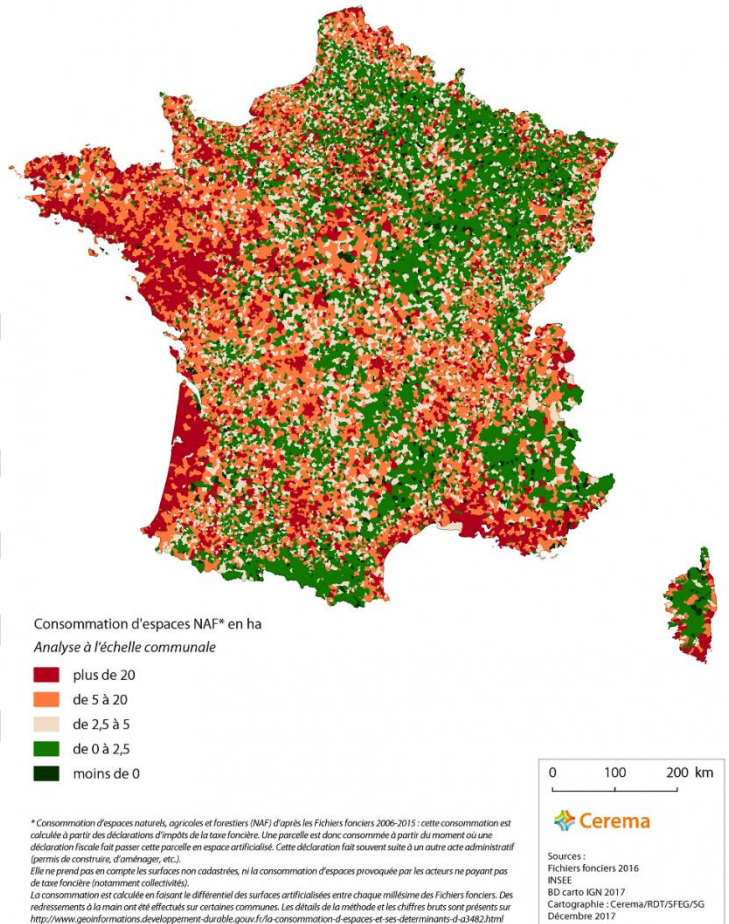 Consommation d'espaces NAF* en ha
Analyse à l'échelle communale
plus de 20
de 5 à 20
de 2,5 à 5
de 0 à 2,5
moins de 0
* Consommation d'espaces naturels, agricoles et forestiers (NAF) d'après les Fichiers fonciers 2006-2015 : cette consommation est
calculée à partir des déclarations d'impôts de la taxe foncière. Une parcelle est donc consommée à partir du moment où une
déclaration fiscale fait passer cette parcelle en espace artificialisé. Cette déclaration fait souvent suite à un autre acte administratif
(permis de construire, d'aménager, etc.).
Elle ne prend pas en compte les surfaces non cadastrées, ni la consommation d'espaces provoquée par les acteurs ne payant pas
de taxe foncière (notamment collectivités).
La consommation est calculée en faisant le différentiel des surfaces artificialisées entre chaque millésime des Fichiers fonciers. Des
redressements à la main ont été effectués sur certaines communes. Les détails de la méthode et les chiffres bruts sont présents sur
http://www.geoinformations.developpement-durable.gouv.fr/la-consommation-d-espaces-et-ses-determinants-d-a3482.html
0 100 200 km
Cerema
Sources :
Fichiers fonciers 2016
INSEE
BD carto IGN 2017
Cartographie : Cerema/RDT/SFEG/SG
Décembre 2017